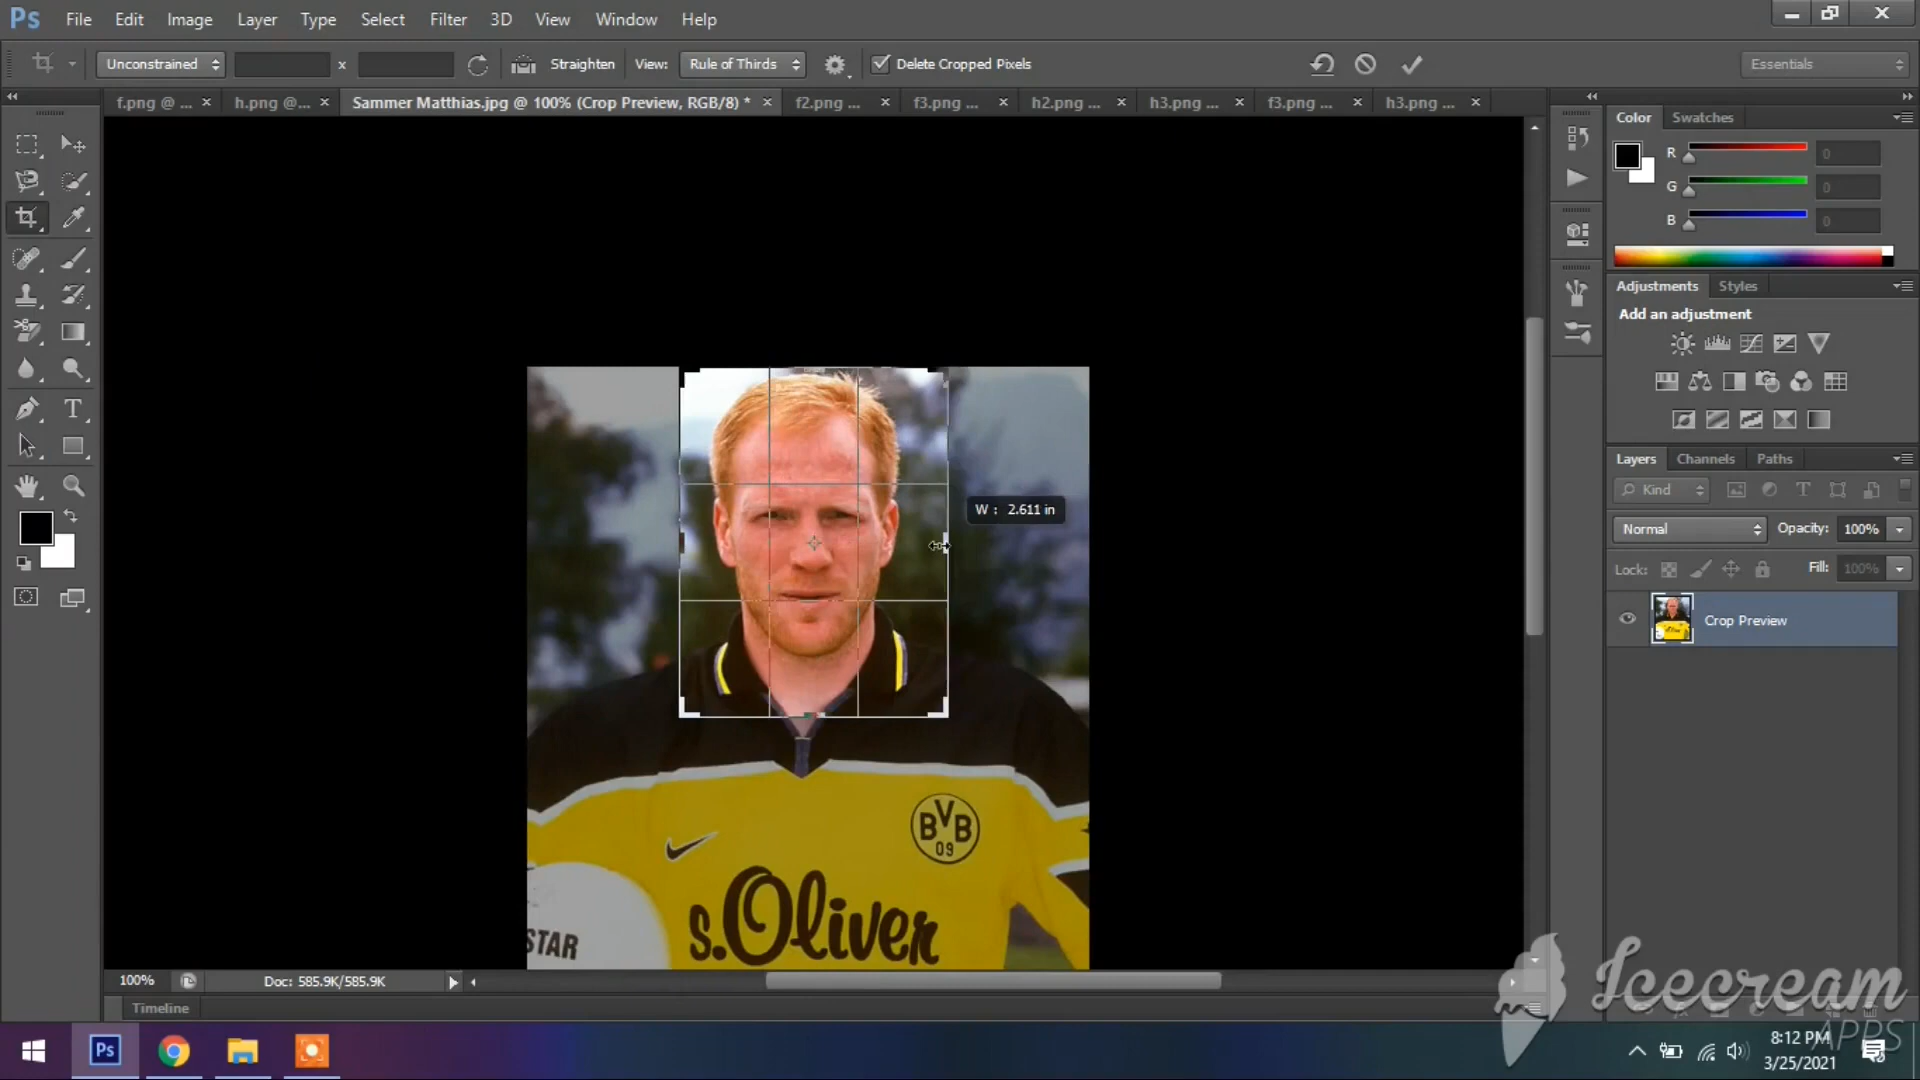 Ps File Edit Image Layer Type Select Filter 3D View Window Help
Unconstrained x Straighten View: Rule of Thirds Delete Cropped Pixels Essentials
f.png @ ... × h.png @... × Sammer Matthias.jpg @ 100% (Crop Preview, RGB/8) * × f2.png ... × f3.png ... × h2.png ... × h3.png ... × f3.png ... × h3.png ... ×
Color Swatches
R 0
G 0
B 0
Adjustments Styles
Add an adjustment
Layers Channels Paths
Kind
Normal Opacity: 100%
Lock: Fill: 100%
Crop Preview
W : 2.611 in
BVB
09
s.Oliver
STAR
100% Doc: 585.9K/585.9K
Timeline
Icecream
APPS
Ps
8:12 PM
3/25/2021